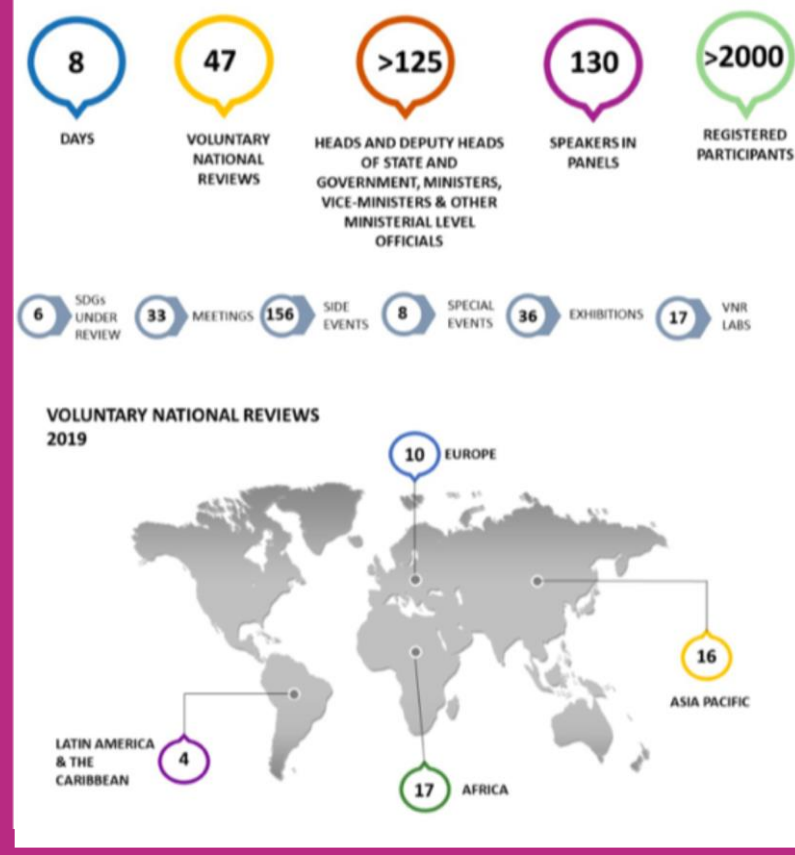 8
DAYS
47
VOLUNTARY
NATIONAL
REVIEWS
>125
HEADS AND DEPUTY HEADS
OF STATE AND
GOVERNMENT, MINISTERS,
VICE-MINISTERS & OTHER
MINISTERIAL LEVEL
OFFICIALS
130
SPEAKERS IN
PANELS
>2000
REGISTERED
PARTICIPANTS
6
SDGs
UNDER
REVIEW
33
MEETINGS
156
SIDE
EVENTS
8
SPECIAL
EVENTS
36
EXHIBITIONS
17
VNR
LABS
VOLUNTARY NATIONAL REVIEWS
2019
10
EUROPE
16
ASIA PACIFIC
LATIN AMERICA
& THE
CARIBBEAN
4
17
AFRICA